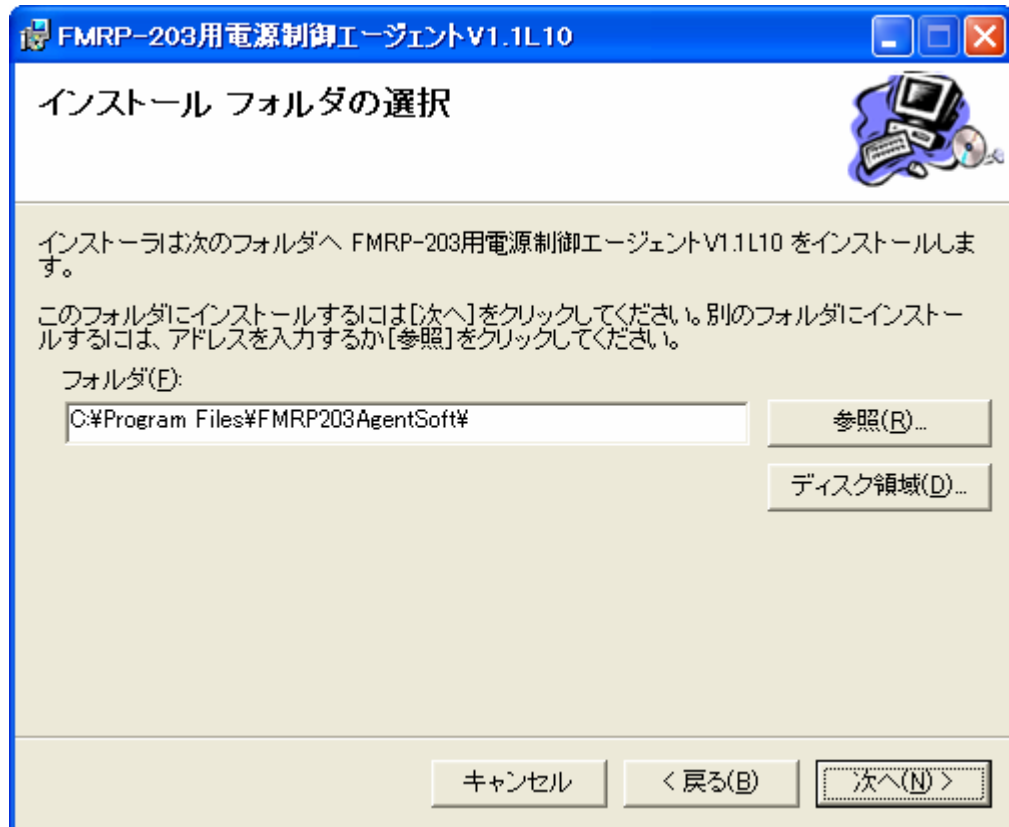 FMRP-203用電源制御エージェントV1.1L10
インストール フォルダの選択
インストーラは次のフォルダへ FMRP-203用電源制御エージェントV1.1L10 をインストールしま
す。
このフォルダにインストールするには[次へ]をクリックしてください。別のフォルダにインストー
ルするには、アドレスを入力するか[参照]をクリックしてください。
フォルダ(F):
C:¥Program Files¥FMRP203AgentSoft¥
参照(R)...
ディスク領域(D)...
キャンセル
< 戻る(B)
次へ(N) >